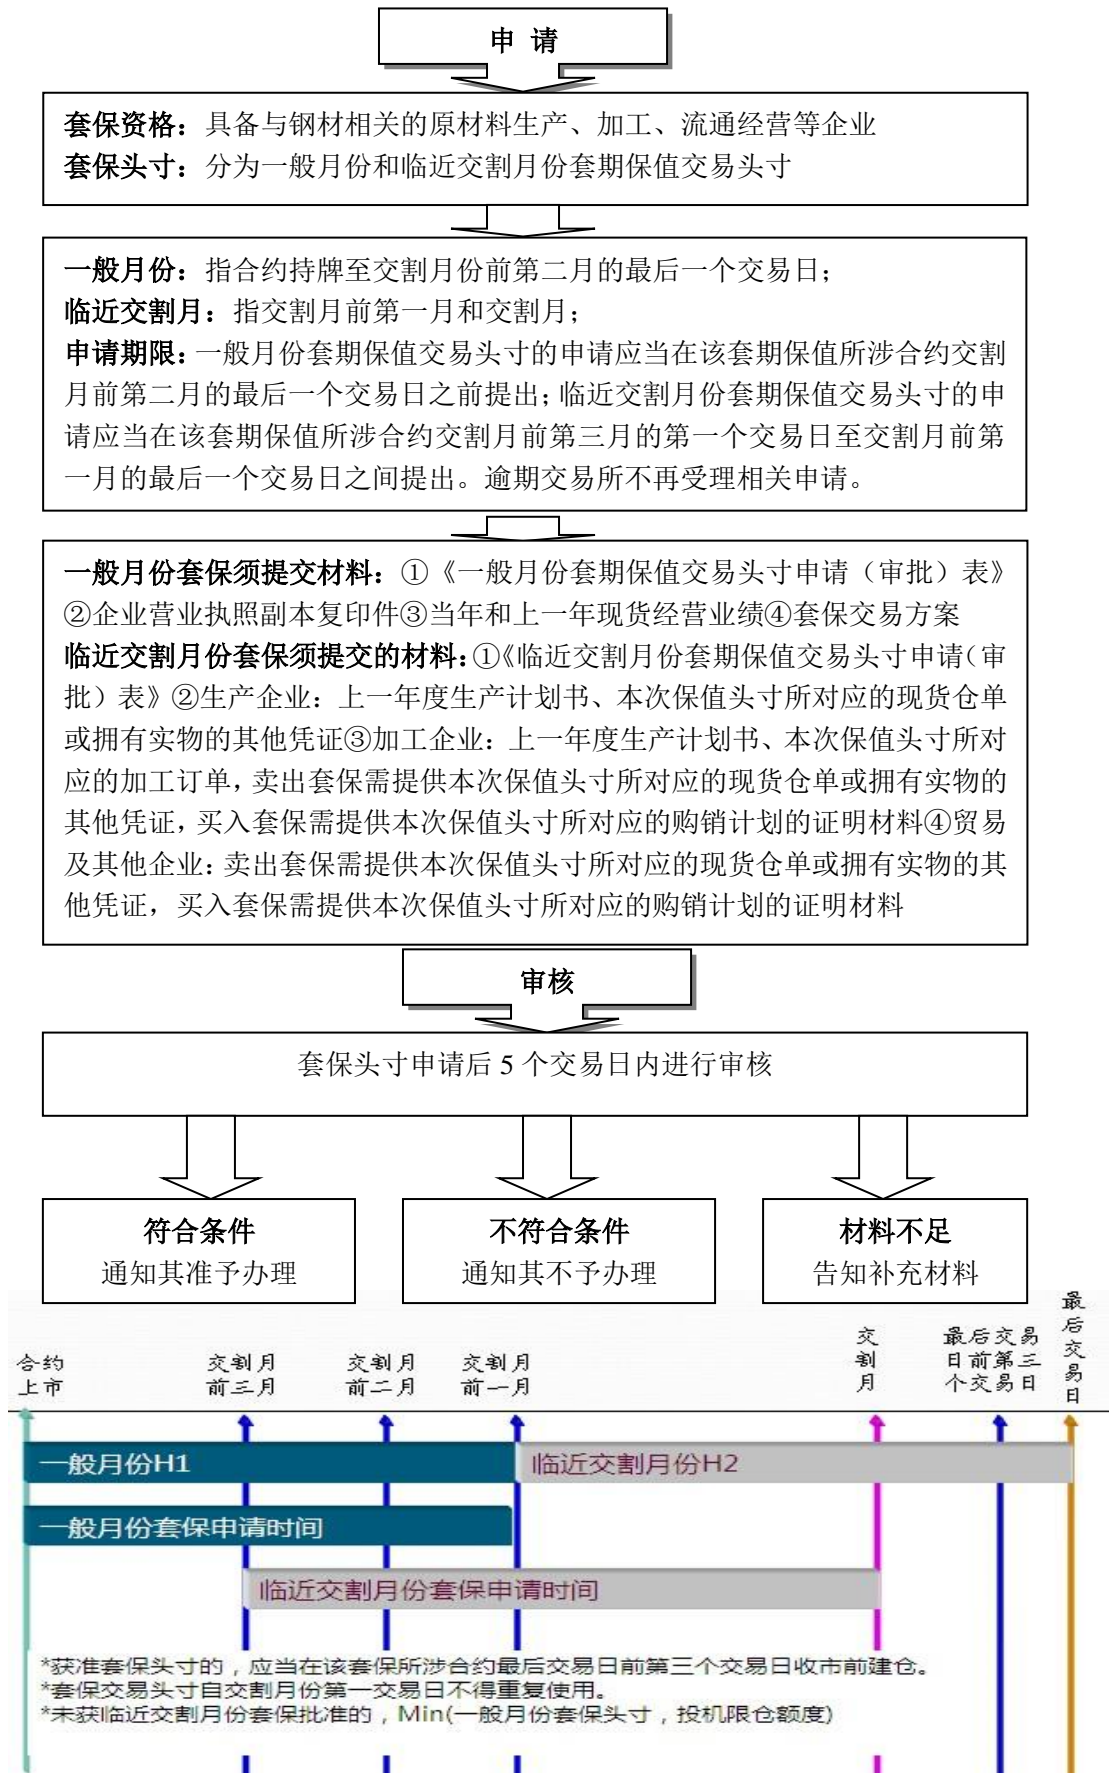 申 请
套保资格：具备与钢材相关的原材料生产、加工、流通经营等企业
套保头寸：分为一般月份和临近交割月份套期保值交易头寸
一般月份：指合约持牌至交割月份前第二月的最后一个交易日；
临近交割月：指交割月前第一月和交割月；
申请期限：一般月份套期保值交易头寸的申请应当在该套期保值所涉合约交割
月前第二月的最后一个交易日之前提出；临近交割月份套期保值交易头寸的申
请应当在该套期保值所涉合约交割月前第三月的第一个交易日至交割月前第
一月的最后一个交易日之间提出。逾期交易所不再受理相关申请。
一般月份套保须提交材料：①《一般月份套期保值交易头寸申请（审批）表》
②企业营业执照副本复印件③当年和上一年现货经营业绩④套保交易方案
临近交割月份套保须提交的材料：①《临近交割月份套期保值交易头寸申请（审
批）表》②生产企业：上一年度生产计划书、本次保值头寸所对应的现货仓单
或拥有实物的其他凭证③加工企业：上一年度生产计划书、本次保值头寸所对
应的加工订单，卖出套保需提供本次保值头寸所对应的现货仓单或拥有实物的
其他凭证，买入套保需提供本次保值头寸所对应的购销计划的证明材料④贸易
及其他企业：卖出套保需提供本次保值头寸所对应的现货仓单或拥有实物的其
他凭证，买入套保需提供本次保值头寸所对应的购销计划的证明材料
审核
套保头寸申请后 5 个交易日内进行审核
符合条件
通知其准予办理
不符合条件
通知其不予办理
材料不足
告知补充材料
合约
上市
交割月
前三月
交割月
前二月
交割月
前一月
交
割
月
最后交易
日前第三
个交易日
最
后
交
易
日
一般月份H1
临近交割月份H2
一般月份套保申请时间
临近交割月份套保申请时间
*获准套保头寸的，应当在该套保所涉合约最后交易日前第三个交易日收市前建仓。
*套保交易头寸自交割月份第一交易日不得重复使用。
*未获临近交割月份套保批准的，Min(一般月份套保头寸，投机限仓额度)